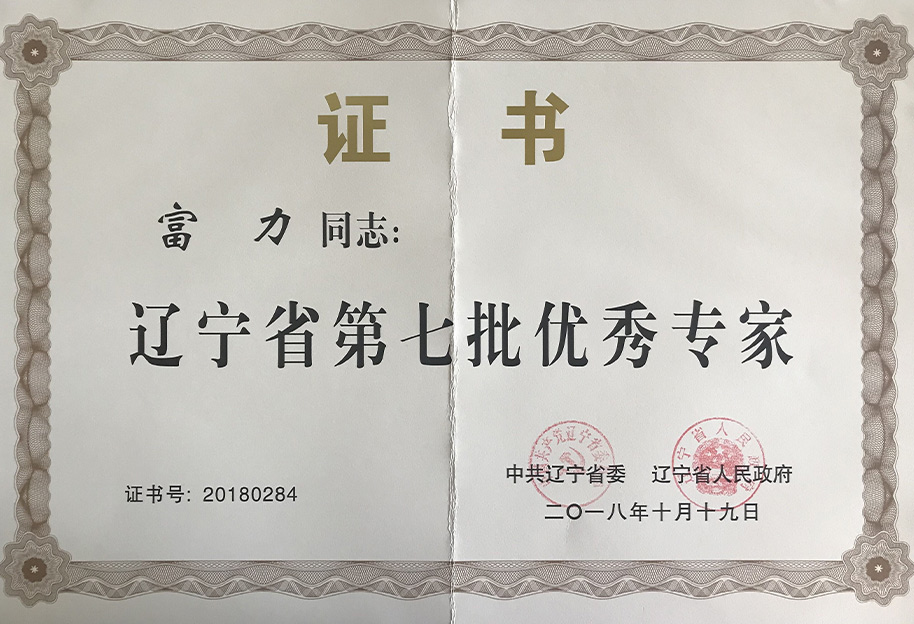 证 书
富 力 同志:
辽宁省第七批优秀专家
证书号: 20180284
中共辽宁省委 辽宁省人民政府
二〇一八年十月十九日